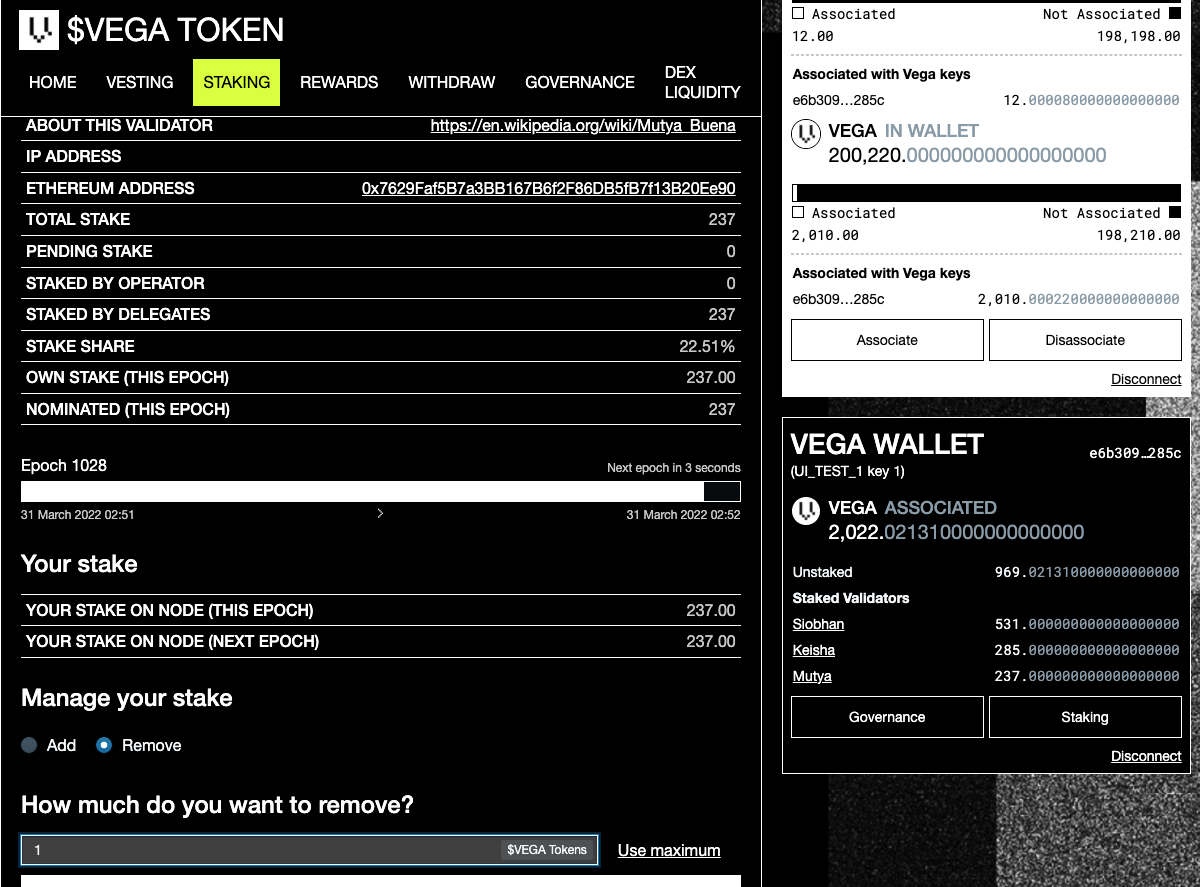 $VEGA TOKEN
HOME VESTING STAKING REWARDS WITHDRAW GOVERNANCE DEX LIQUIDITY
ABOUT THIS VALIDATOR https://en.wikipedia.org/wiki/Mutya_Buena
IP ADDRESS
ETHEREUM ADDRESS 0x7629Faf5B7a3BB167B6f2F86DB5fB7f13B20Ee90
TOTAL STAKE 237
PENDING STAKE 0
STAKED BY OPERATOR 0
STAKED BY DELEGATES 237
STAKE SHARE 22.51%
OWN STAKE (THIS EPOCH) 237.00
NOMINATED (THIS EPOCH) 237
Epoch 1028 Next epoch in 3 seconds
31 March 2022 02:51 31 March 2022 02:52
Your stake
YOUR STAKE ON NODE (THIS EPOCH) 237.00
YOUR STAKE ON NODE (NEXT EPOCH) 237.00
Manage your stake
Add Remove
How much do you want to remove?
1 $VEGA Tokens Use maximum
Associated Not Associated
12.00 198,198.00
Associated with Vega keys
e6b309…285c 12.000080000000000000
VEGA IN WALLET
200,220.000000000000000000
Associated Not Associated
2,010.00 198,210.00
Associated with Vega keys
e6b309…285c 2,010.000220000000000000
Associate Disassociate
Disconnect
VEGA WALLET e6b309…285c
(UI_TEST_1 key 1)
VEGA ASSOCIATED
2,022.021310000000000000
Unstaked 969.021310000000000000
Staked Validators
Siobhan 531.000000000000000000
Keisha 285.000000000000000000
Mutya 237.000000000000000000
Governance Staking
Disconnect